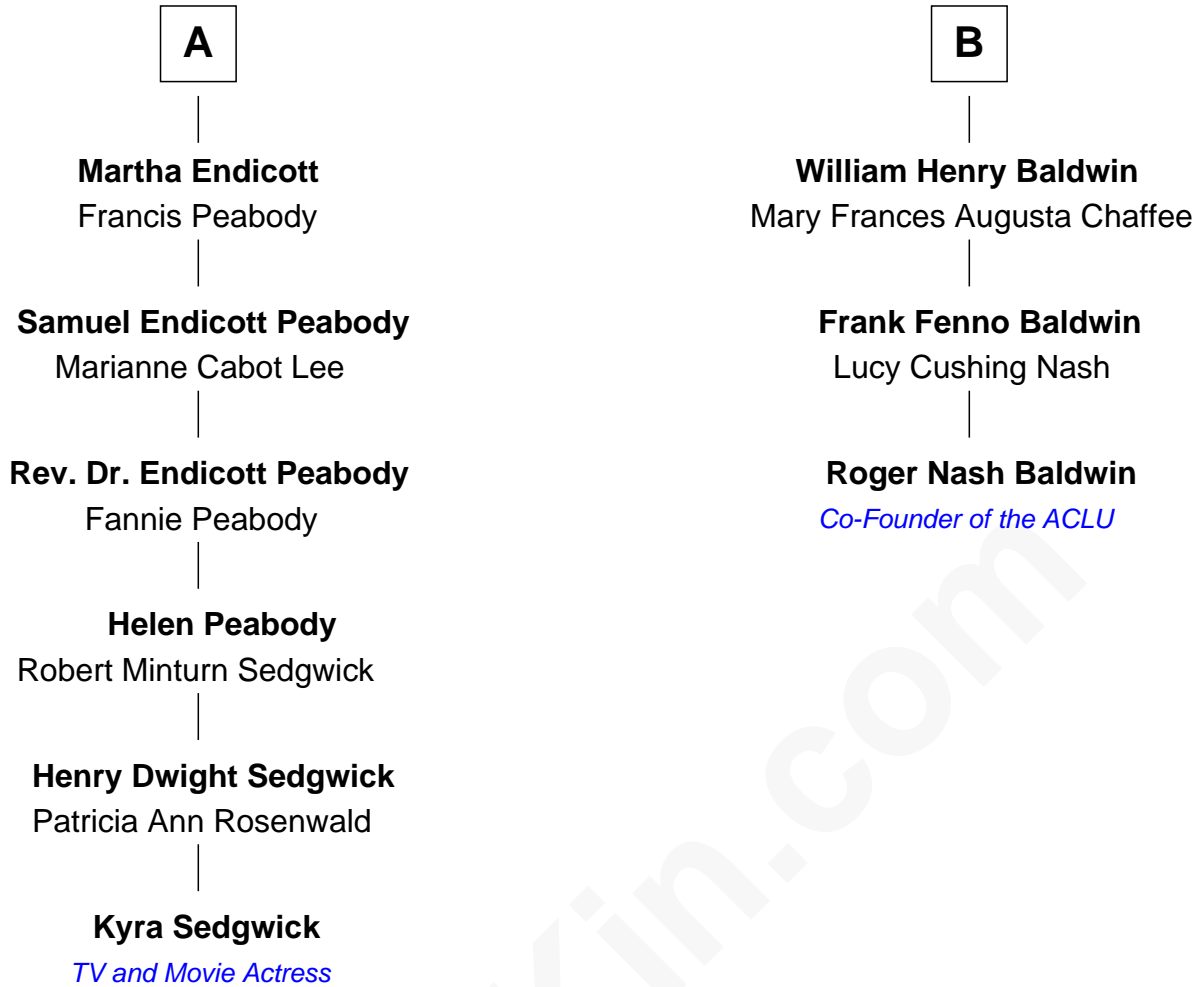 A
Martha Endicott
Francis Peabody
Samuel Endicott Peabody
Marianne Cabot Lee
Rev. Dr. Endicott Peabody
Fannie Peabody
Helen Peabody
Robert Minturn Sedgwick
Henry Dwight Sedgwick
Patricia Ann Rosenwald
Kyra Sedgwick
TV and Movie Actress
B
William Henry Baldwin
Mary Frances Augusta Chaffee
Frank Fenno Baldwin
Lucy Cushing Nash
Roger Nash Baldwin
Co-Founder of the ACLU